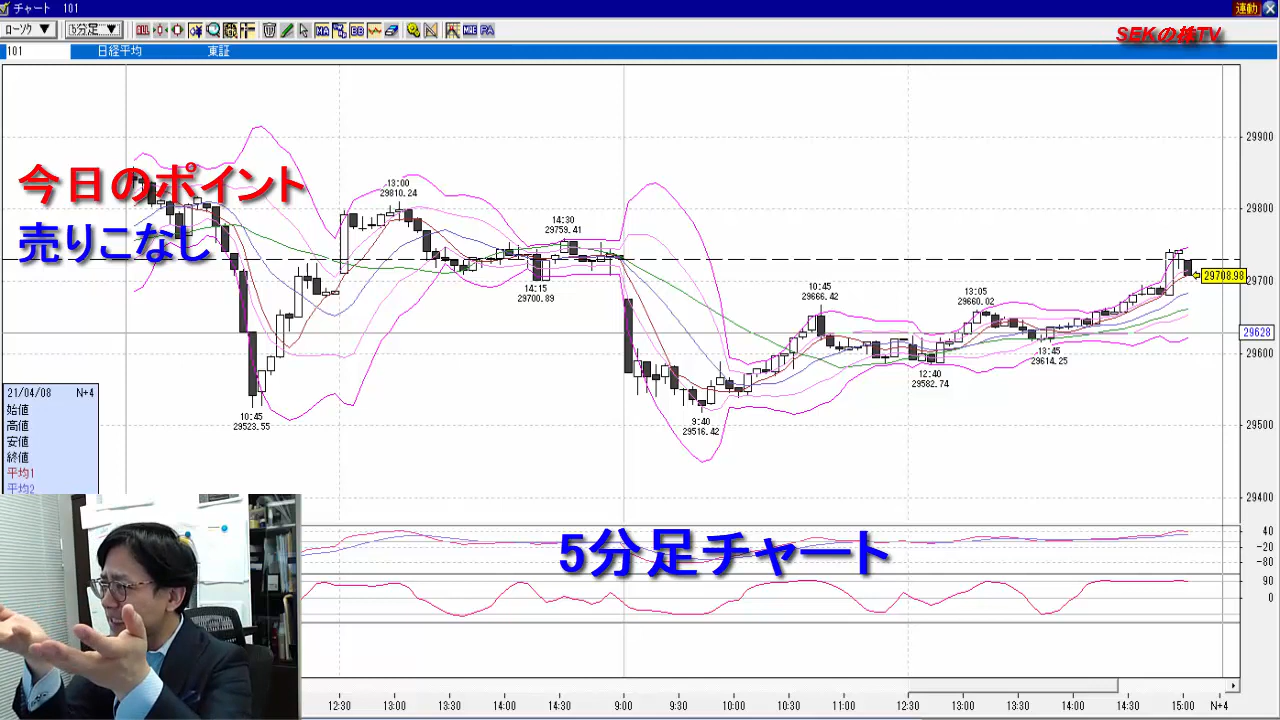 チャート 101
連動
ローソク
5分足
SEKの株TV
101 日経平均 東証
今日のポイント
売りこなし
13:00
29810.24
14:30
29759.41
14:15
29700.89
10:45
29523.55
9:40
29516.42
10:45
29666.42
12:40
29582.74
13:05
29660.02
13:45
29614.25
29900
29800
29708.98
29700
29628
29600
29500
29400
21/04/08 N+4
始値
高値
安値
終値
平均1
平均2
5分足チャート
40
-20
-80
90
0
12:30 13:00 13:30 14:00 14:30 9:00 9:30 10:00 10:30 11:00 12:30 13:00 13:30 14:00 14:30 15:00 N+4